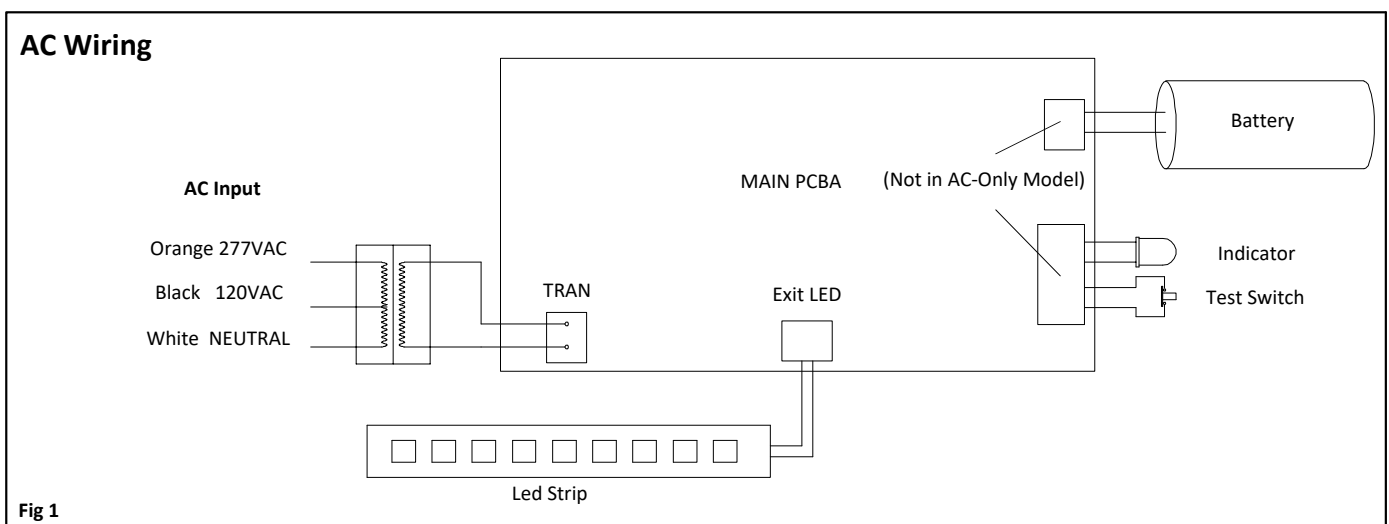 AC Wiring
Battery
AC Input
MAIN PCBA
(Not in AC-Only Model)
Orange 277VAC
Indicator
Black 120VAC
TRAN
Exit LED
Test Switch
White NEUTRAL
Led Strip
Fig 1